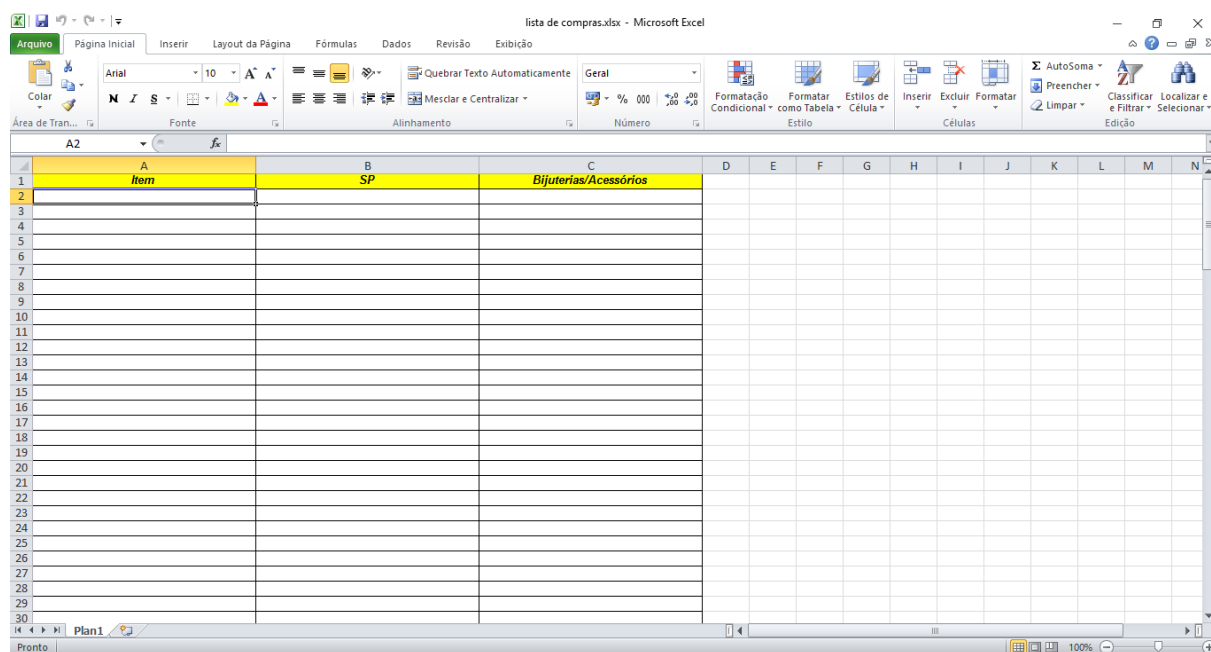 lista de compras.xlsx - Microsoft Excel
Arquivo Página Inicial Inserir Layout da Página Fórmulas Dados Revisão Exibição
Colar
Arial 10 A A
N I S A
Quebrar Texto Automaticamente
Mesclar e Centralizar
Geral
% 000 ,00 ,00
Formatação Condicional
Formatar como Tabela
Estilos de Célula
Inserir Excluir Formatar
Σ AutoSoma
Preencher
Limpar
Classificar e Filtrar
Localizar e Selecionar
Área de Tran... Fonte Alinhamento Número Estilo Células Edição
A2 fx
A B C D E F G H I J K L M N
1 Item SP Bijuterias/Acessórios
2
3
4
5
6
7
8
9
10
11
12
13
14
15
16
17
18
19
20
21
22
23
24
25
26
27
28
29
30
Plan1
Pronto 100%